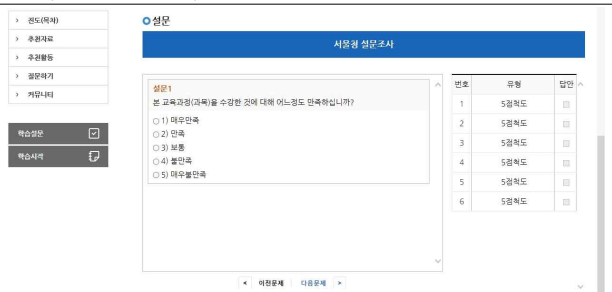 진도(목차)
추천자료
추천활동
질문하기
커뮤니티
학습설문
학습시작
설문
서울청 설문조사
설문1
본 교육과정(과목)을 수강한 것에 대해 어느정도 만족하십니까?
1) 매우만족
2) 만족
3) 보통
4) 불만족
5) 매우불만족
번호 유형 답안
1 5점척도
2 5점척도
3 5점척도
4 5점척도
5 5점척도
6 5점척도
< 이전문제 | 다음문제 >